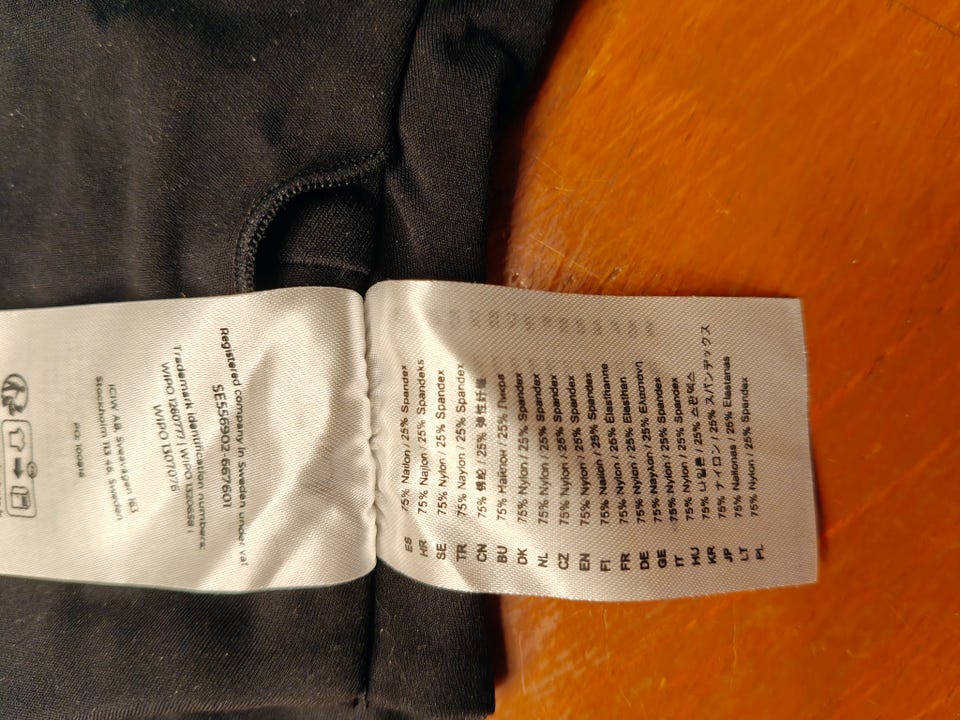 Registered company in Sweden under vat
SE556902-667601
Trademark identification numbers:
WIPO 1260777 | WIPO 1320658 |
WIPO 1307076
ICIW AB, Sveavägen 63
Stockholm 113 46, Sweden
PO: 100818
ES 75% Nailon / 25% Spandex
HR 75% Najlon / 25% Spandeks
SE 75% Nylon / 25% Spandex
TR 75% Naylon / 25% Spandex
CN 75% 锦纶 / 25% 弹性纤维
BU 75% Найлон / 25% Ликра
DK 75% Nylon / 25% Spandex
NL 75% Nylon / 25% Spandex
CZ 75% Nylon / 25% Spandex
EN 75% Nylon / 25% Spandex
FI 75% Nailon / 25% Elasthanne
FR 75% Nylon / 25% Elasthan
DE 75% Nayλon / 25% Ελαστανη
GE 75% Nylon / 25% Spandex
IT 75% Nylon / 25% Spandex
HU 75% Nylon / 25% Spandex
KR 75% 나일론 / 25% 스판덱스
JP 75% ナイロン / 25% スパンデックス
LT 75% Nailonas / 25% Elastanas
PL 75% Nylon / 25% Spandex